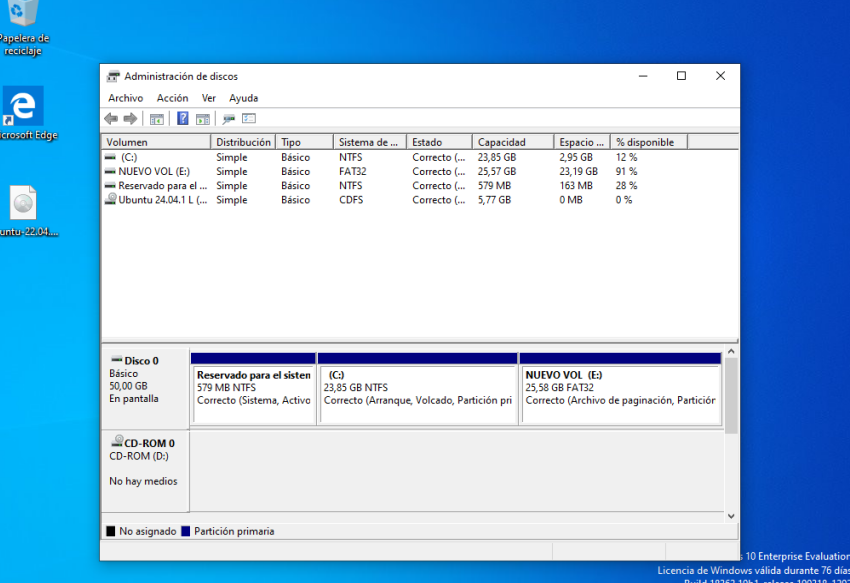 Papelera de
reciclaje
Microsoft Edge
untu-22.04....
Administración de discos
Archivo Acción Ver Ayuda
Volumen Distribución Tipo Sistema de ... Estado Capacidad Espacio ... % disponible
(C:) Simple Básico NTFS Correcto (... 23,85 GB 2,95 GB 12 %
NUEVO VOL (E:) Simple Básico FAT32 Correcto (... 25,57 GB 23,19 GB 91 %
Reservado para el ... Simple Básico NTFS Correcto (... 579 MB 163 MB 28 %
Ubuntu 24.04.1 L (... Simple Básico CDFS Correcto (... 5,77 GB 0 MB 0 %
Disco 0
Básico
50,00 GB
En pantalla
Reservado para el sisten
579 MB NTFS
Correcto (Sistema, Activo
(C:)
23,85 GB NTFS
Correcto (Arranque, Volcado, Partición pri
NUEVO VOL (E:)
25,58 GB FAT32
Correcto (Archivo de paginación, Partición
CD-ROM 0
CD-ROM (D:)
No hay medios
No asignado Partición primaria
s 10 Enterprise Evaluation
Licencia de Windows válida durante 76 días